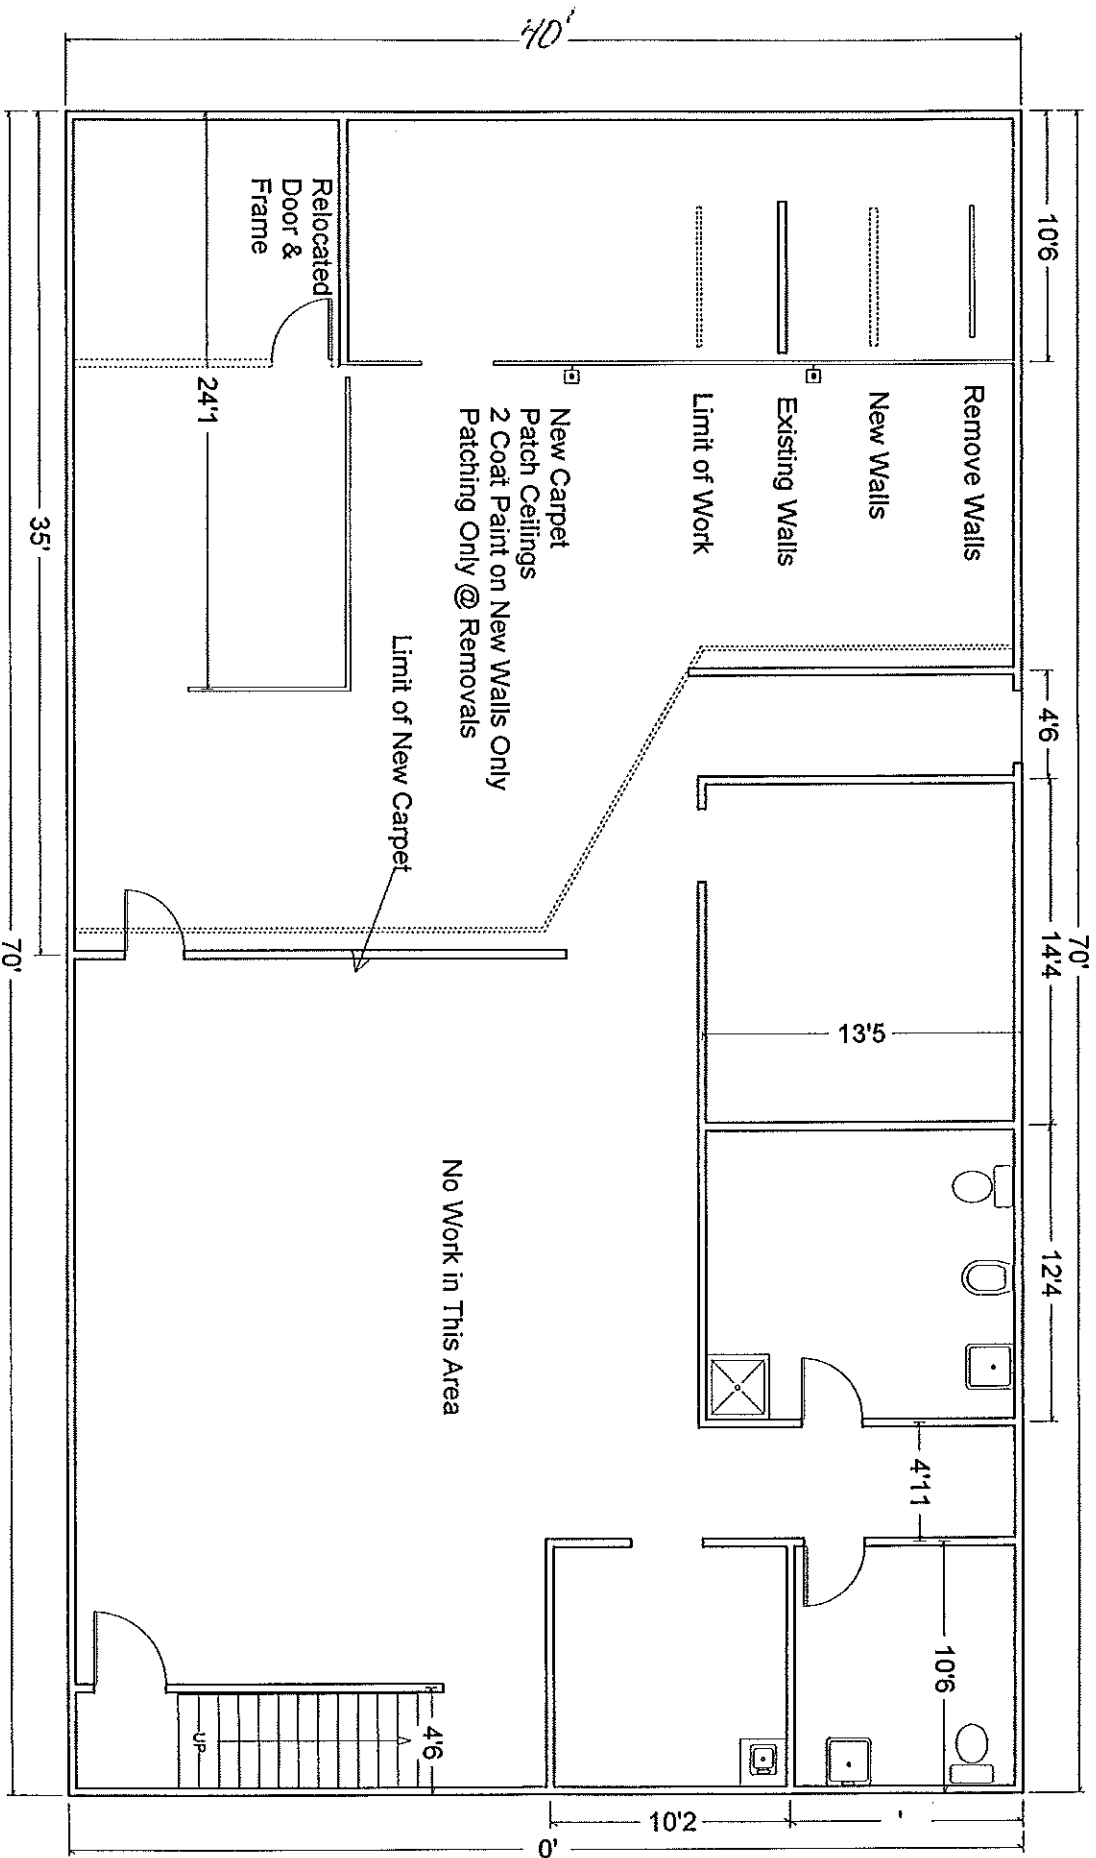 40'
70'
10'6
4'6
14'4
12'4
Remove Walls
New Walls
Existing Walls
Limit of Work
New Carpet
Patch Ceilings
2 Coat Paint on New Walls Only
Patching Only @ Removals
Limit of New Carpet
Relocated
Door &
Frame
24'1
35'
70'
13'5
No Work in This Area
4'11
10'6
UP
4'6
10'2
'
0'